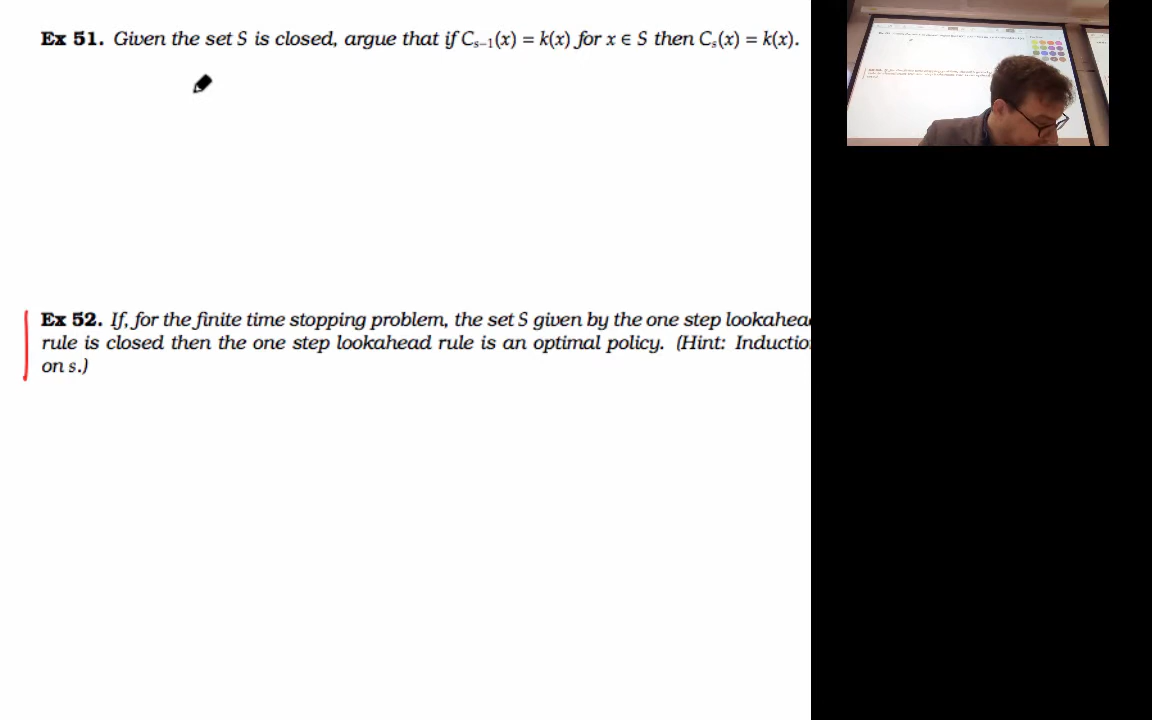 Ex 51. Given the set S is closed, argue that if Cₛ₋₁(x) = k(x) for x ∈ S then Cₛ(x) = k(x).
Ex 52. If, for the finite time stopping problem, the set S given by the one step lookahea
rule is closed then the one step lookahead rule is an optimal policy. (Hint: Inductio
on s.)